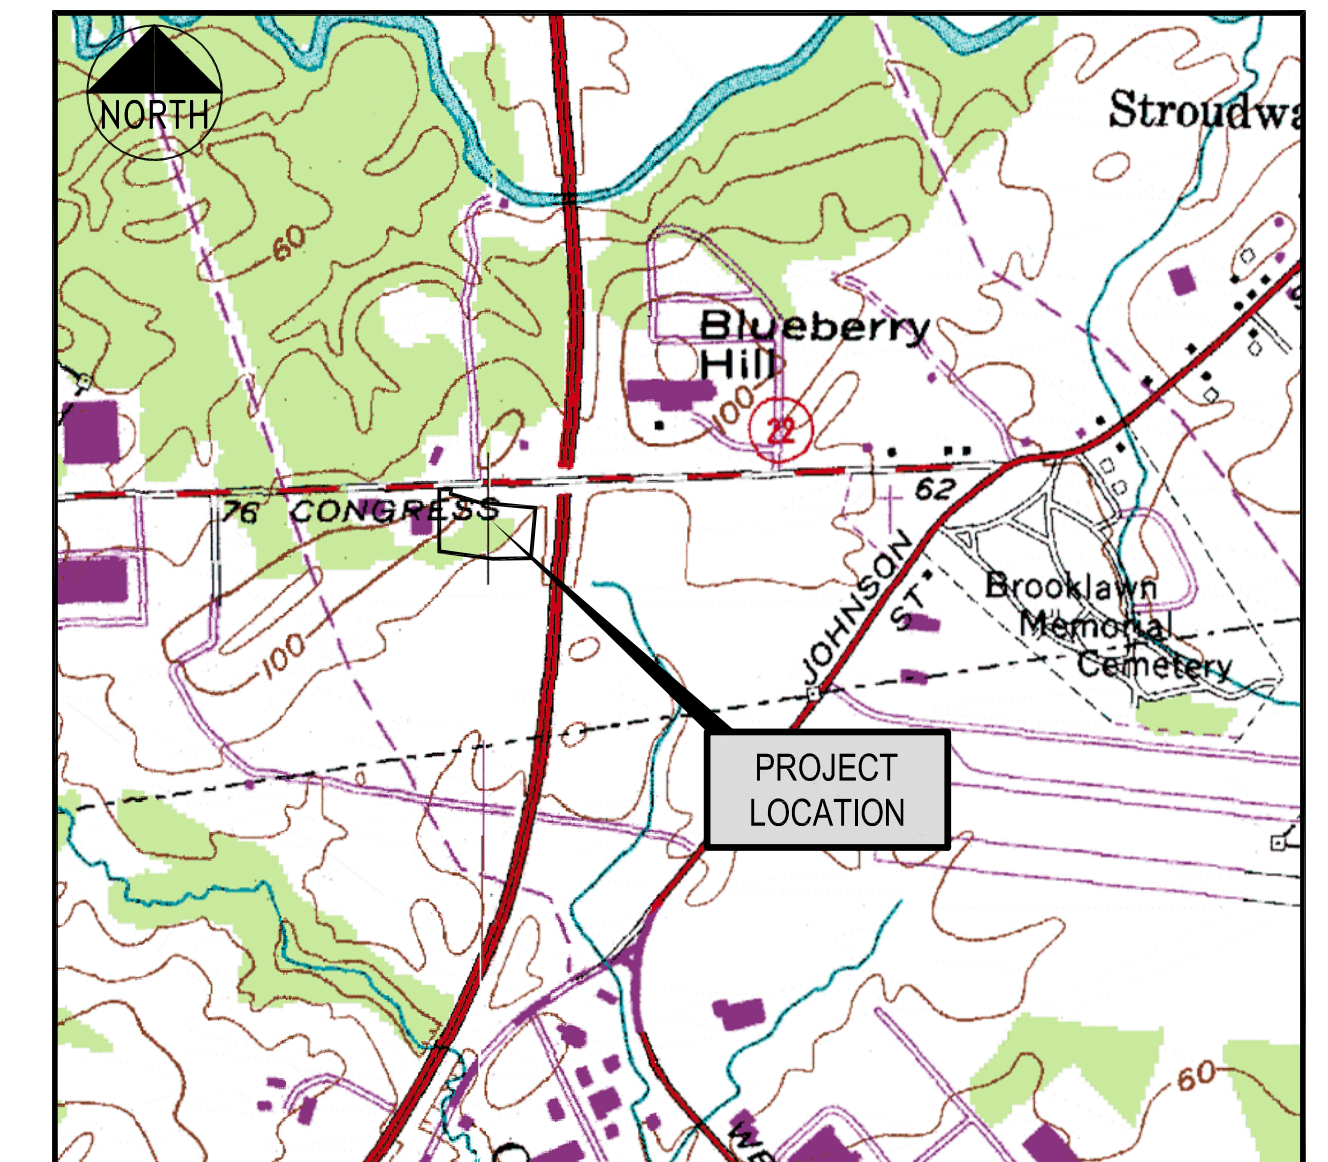 NORTH
Stroudwa
60
Blueberry
Hill
100
22
62
76 CONGRESS
JOHNSON
ST
Brooklawn
Memorial
Cemetery
100
PROJECT
LOCATION
60
WE